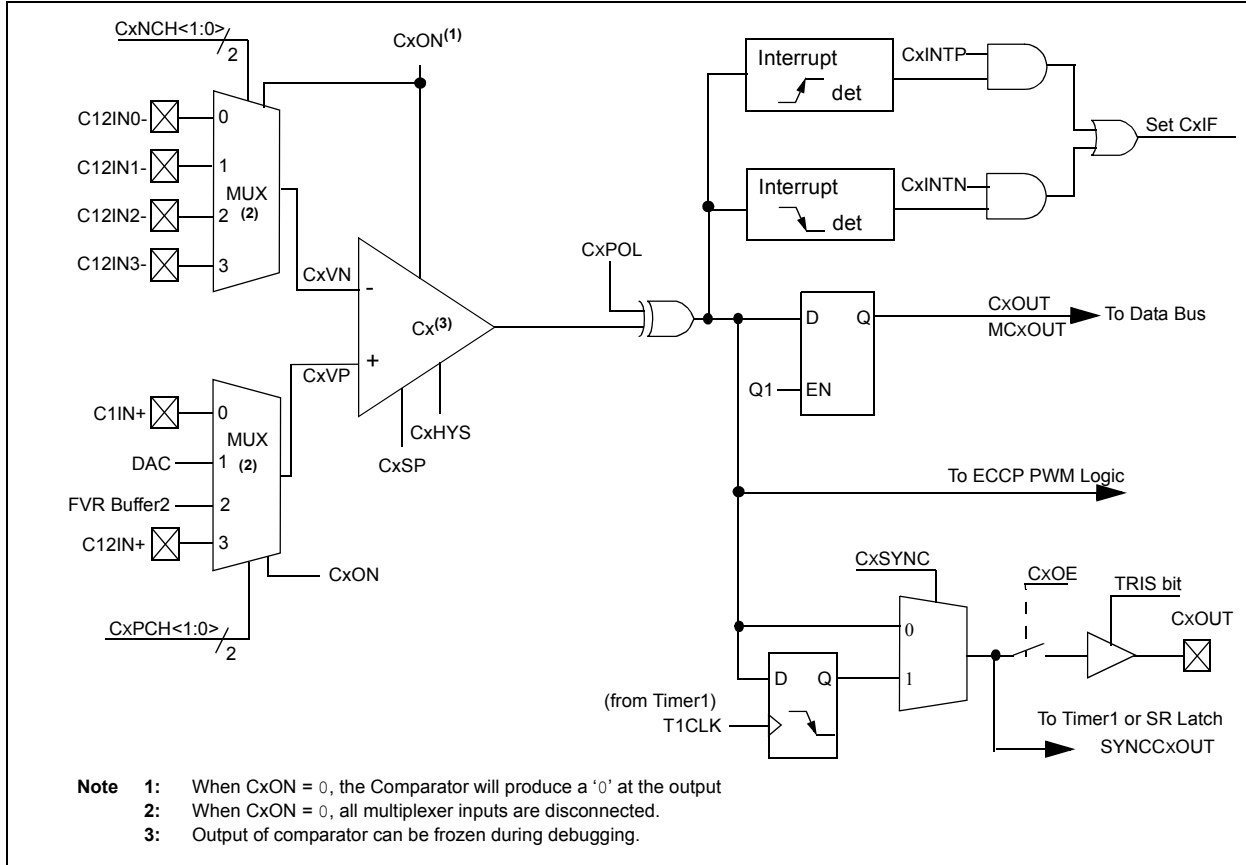 CxNCH<1:0>
2
CxON(1)
C12IN0-
C12IN1-
C12IN2-
C12IN3-
0
1
2
3
MUX
(2)
CxVN
-
Cx(3)
+
CxVP
CxHYS
CxSP
C1IN+
DAC
FVR Buffer2
C12IN+
0
1
2
3
MUX
(2)
CxON
CxPCH<1:0>
2
CxPOL
Interrupt
det
CxINTP
Interrupt
det
CxINTN
Set CxIF
D
Q
Q1
EN
CxOUT
MCxOUT
To Data Bus
To ECCP PWM Logic
CxSYNC
0
1
D
Q
(from Timer1)
T1CLK
CxOE
TRIS bit
CxOUT
To Timer1 or SR Latch
SYNCCxOUT
Note 1: When CxON = 0, the Comparator will produce a ‘0’ at the output
2: When CxON = 0, all multiplexer inputs are disconnected.
3: Output of comparator can be frozen during debugging.